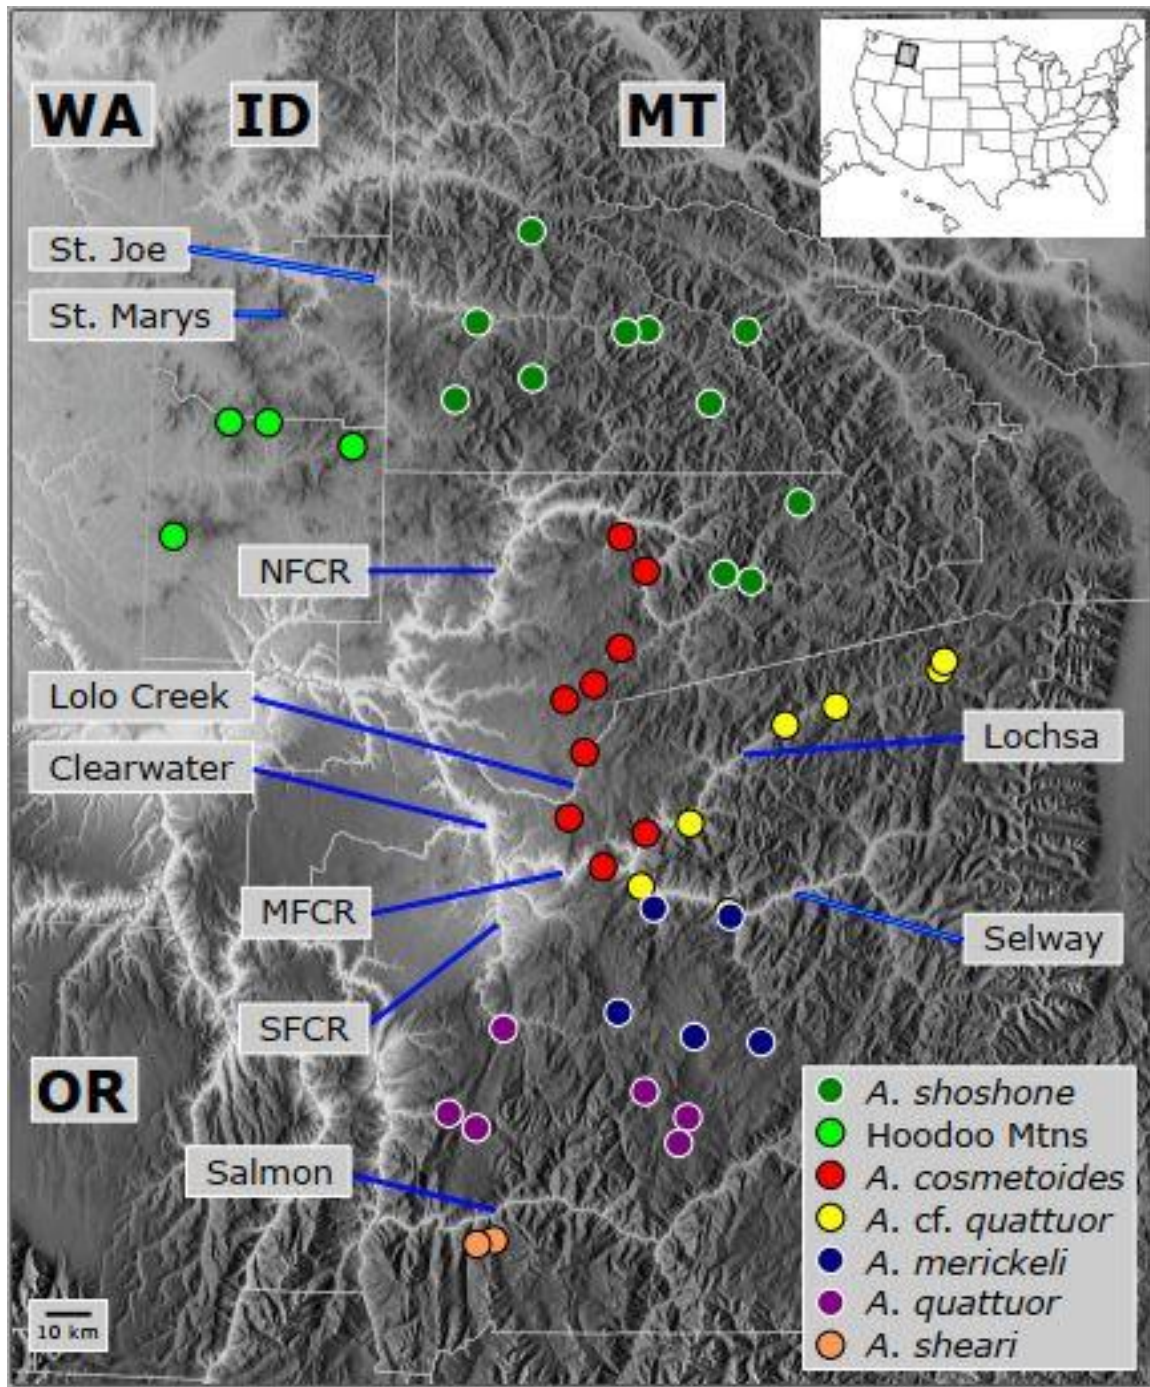 WA
ID
MT
St. Joe
St. Marys
NFCR
Lolo Creek
Clearwater
Lochsa
MFCR
Selway
SFCR
OR
Salmon
A. shoshone
Hoodoo Mtns
A. cosmetoides
A. cf. quattuor
A. merickeli
A. quattuor
A. sheari
10 km